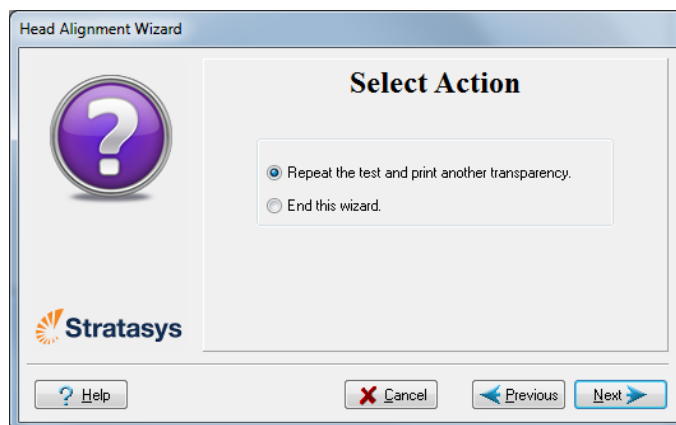 Head Alignment Wizard
Select Action
Repeat the test and print another transparency.
End this wizard.
Stratasys
? Help
Cancel
Previous
Next